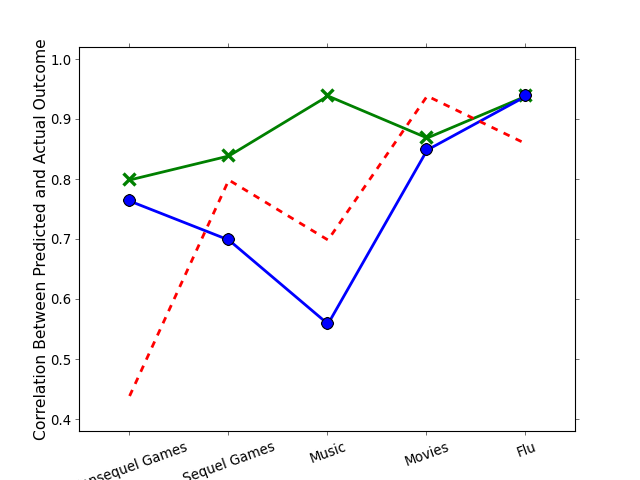 Correlation Between Predicted and Actual Outcome
1.0
0.9
0.8
0.7
0.6
0.5
0.4
nsequel Games
Sequel Games
Music
Movies
Flu